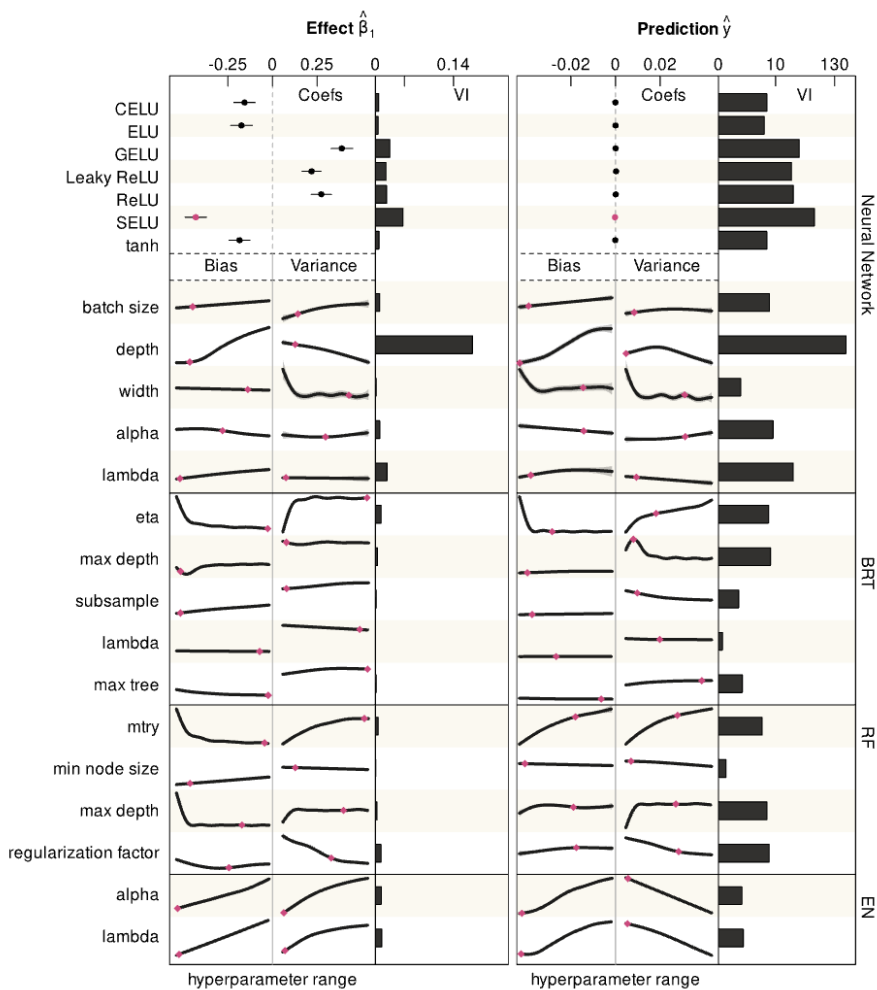 Effect β̂₁ Prediction ŷ
-0.25 0 0.25 0 0.14 -0.02 0 0.02 0 10 130
Coefs VI Coefs VI
CELU
ELU
GELU
Leaky ReLU
ReLU
SELU
tanh
Neural Network
Bias Variance Bias Variance
batch size
depth
width
alpha
lambda
eta
max depth
subsample
lambda
max tree
BRT
mtry
min node size
max depth
regularization factor
RF
alpha
lambda
EN
hyperparameter range hyperparameter range